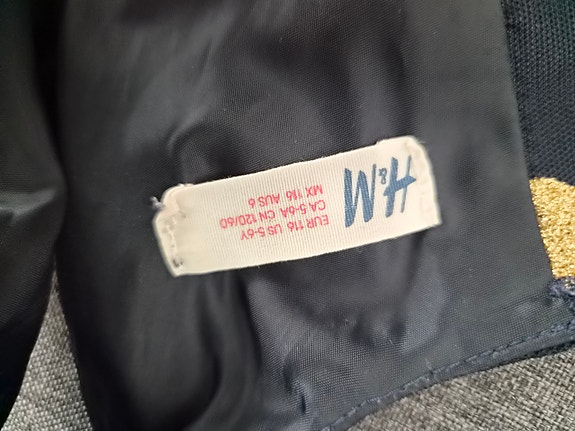 H&M
EUR 116 US 5-6Y
CA 5-6A CN 120/60
MX 116 AUS 6